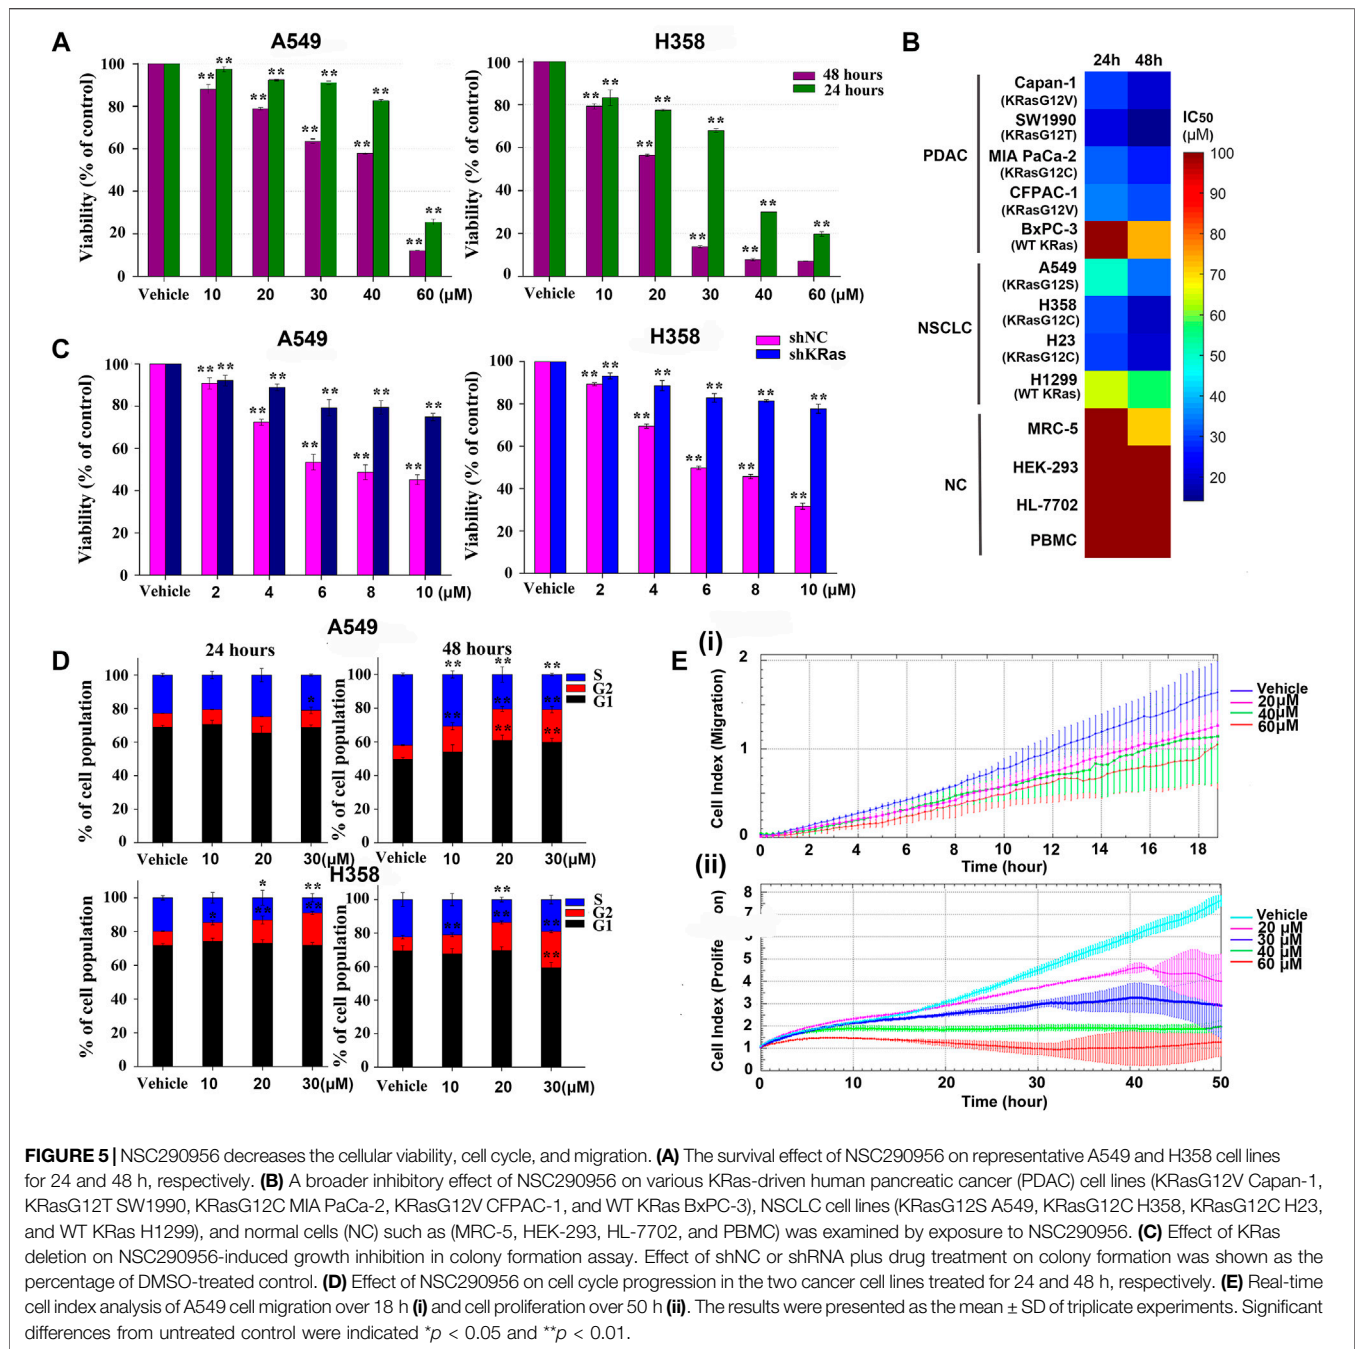 A
A549
H358
B
Viability (% of control)
100
80
60
40
20
0
** ** ** ** ** ** ** ** ** **
Vehicle 10 20 30 40 60 (μM)
Viability (% of control)
100
80
60
40
20
0
** ** ** ** ** ** ** ** **
Vehicle 10 20 30 40 60 (μM)
48 hours
24 hours
24h 48h
PDAC
Capan-1
(KRasG12V)
SW1990
(KRasG12T)
MIA PaCa-2
(KRasG12C)
CFPAC-1
(KRasG12V)
BxPC-3
(WT KRas)
NSCLC
A549
(KRasG12S)
H358
(KRasG12C)
H23
(KRasG12C)
H1299
(WT KRas)
NC
MRC-5
HEK-293
HL-7702
PBMC
IC50
(μM)
100
90
80
70
60
50
40
30
20
C
A549
H358
shNC
shKRas
Viability (% of control)
100
80
60
40
80
0
** ** ** ** ** ** ** ** ** **
Vehicle 2 4 6 8 10 (μM)
Viability (% of control)
100
80
60
40
80
0
** ** ** ** ** ** ** ** ** **
Vehicle 2 4 6 8 10 (μM)
D
A549
24 hours
48 hours
% of cell population
100
80
60
40
80
0
*
Vehicle 10 20 30(μM)
% of cell population
100
80
60
40
80
0
** ** **
** ** **
** **
Vehicle 10 20 30(μM)
S
G2
G1
H358
% of cell population
100
80
60
40
80
0
* **
* ** **
Vehicle 10 20 30(μM)
% of cell population
100
80
60
40
80
0
**
** ** **
**
Vehicle 10 20 30(μM)
S
G2
G1
E
(i)
Cell Index (Migration)
2
1
0
0 2 4 6 8 10 12 14 16 18
Time (hour)
Vehicle
20μM
40μM
60μM
(ii)
Cell Index (Prolife on)
8
7
5
4
3
2
1
0
0 10 20 30 40 50
Time (hour)
Vehicle
20 μM
30 μM
40 μM
60 μM
FIGURE 5 | NSC290956 decreases the cellular viability, cell cycle, and migration. (A) The survival effect of NSC290956 on representative A549 and H358 cell lines
for 24 and 48 h, respectively. (B) A broader inhibitory effect of NSC290956 on various KRas-driven human pancreatic cancer (PDAC) cell lines (KRasG12V Capan-1,
KRasG12T SW1990, KRasG12C MIA PaCa-2, KRasG12V CFPAC-1, and WT KRas BxPC-3), NSCLC cell lines (KRasG12S A549, KRasG12C H358, KRasG12C H23,
and WT KRas H1299), and normal cells (NC) such as (MRC-5, HEK-293, HL-7702, and PBMC) was examined by exposure to NSC290956. (C) Effect of KRas
deletion on NSC290956-induced growth inhibition in colony formation assay. Effect of shNC or shRNA plus drug treatment on colony formation was shown as the
percentage of DMSO-treated control. (D) Effect of NSC290956 on cell cycle progression in the two cancer cell lines treated for 24 and 48 h, respectively. (E) Real-time
cell index analysis of A549 cell migration over 18 h (i) and cell proliferation over 50 h (ii). The results were presented as the mean ± SD of triplicate experiments. Significant
differences from untreated control were indicated *p < 0.05 and **p < 0.01.